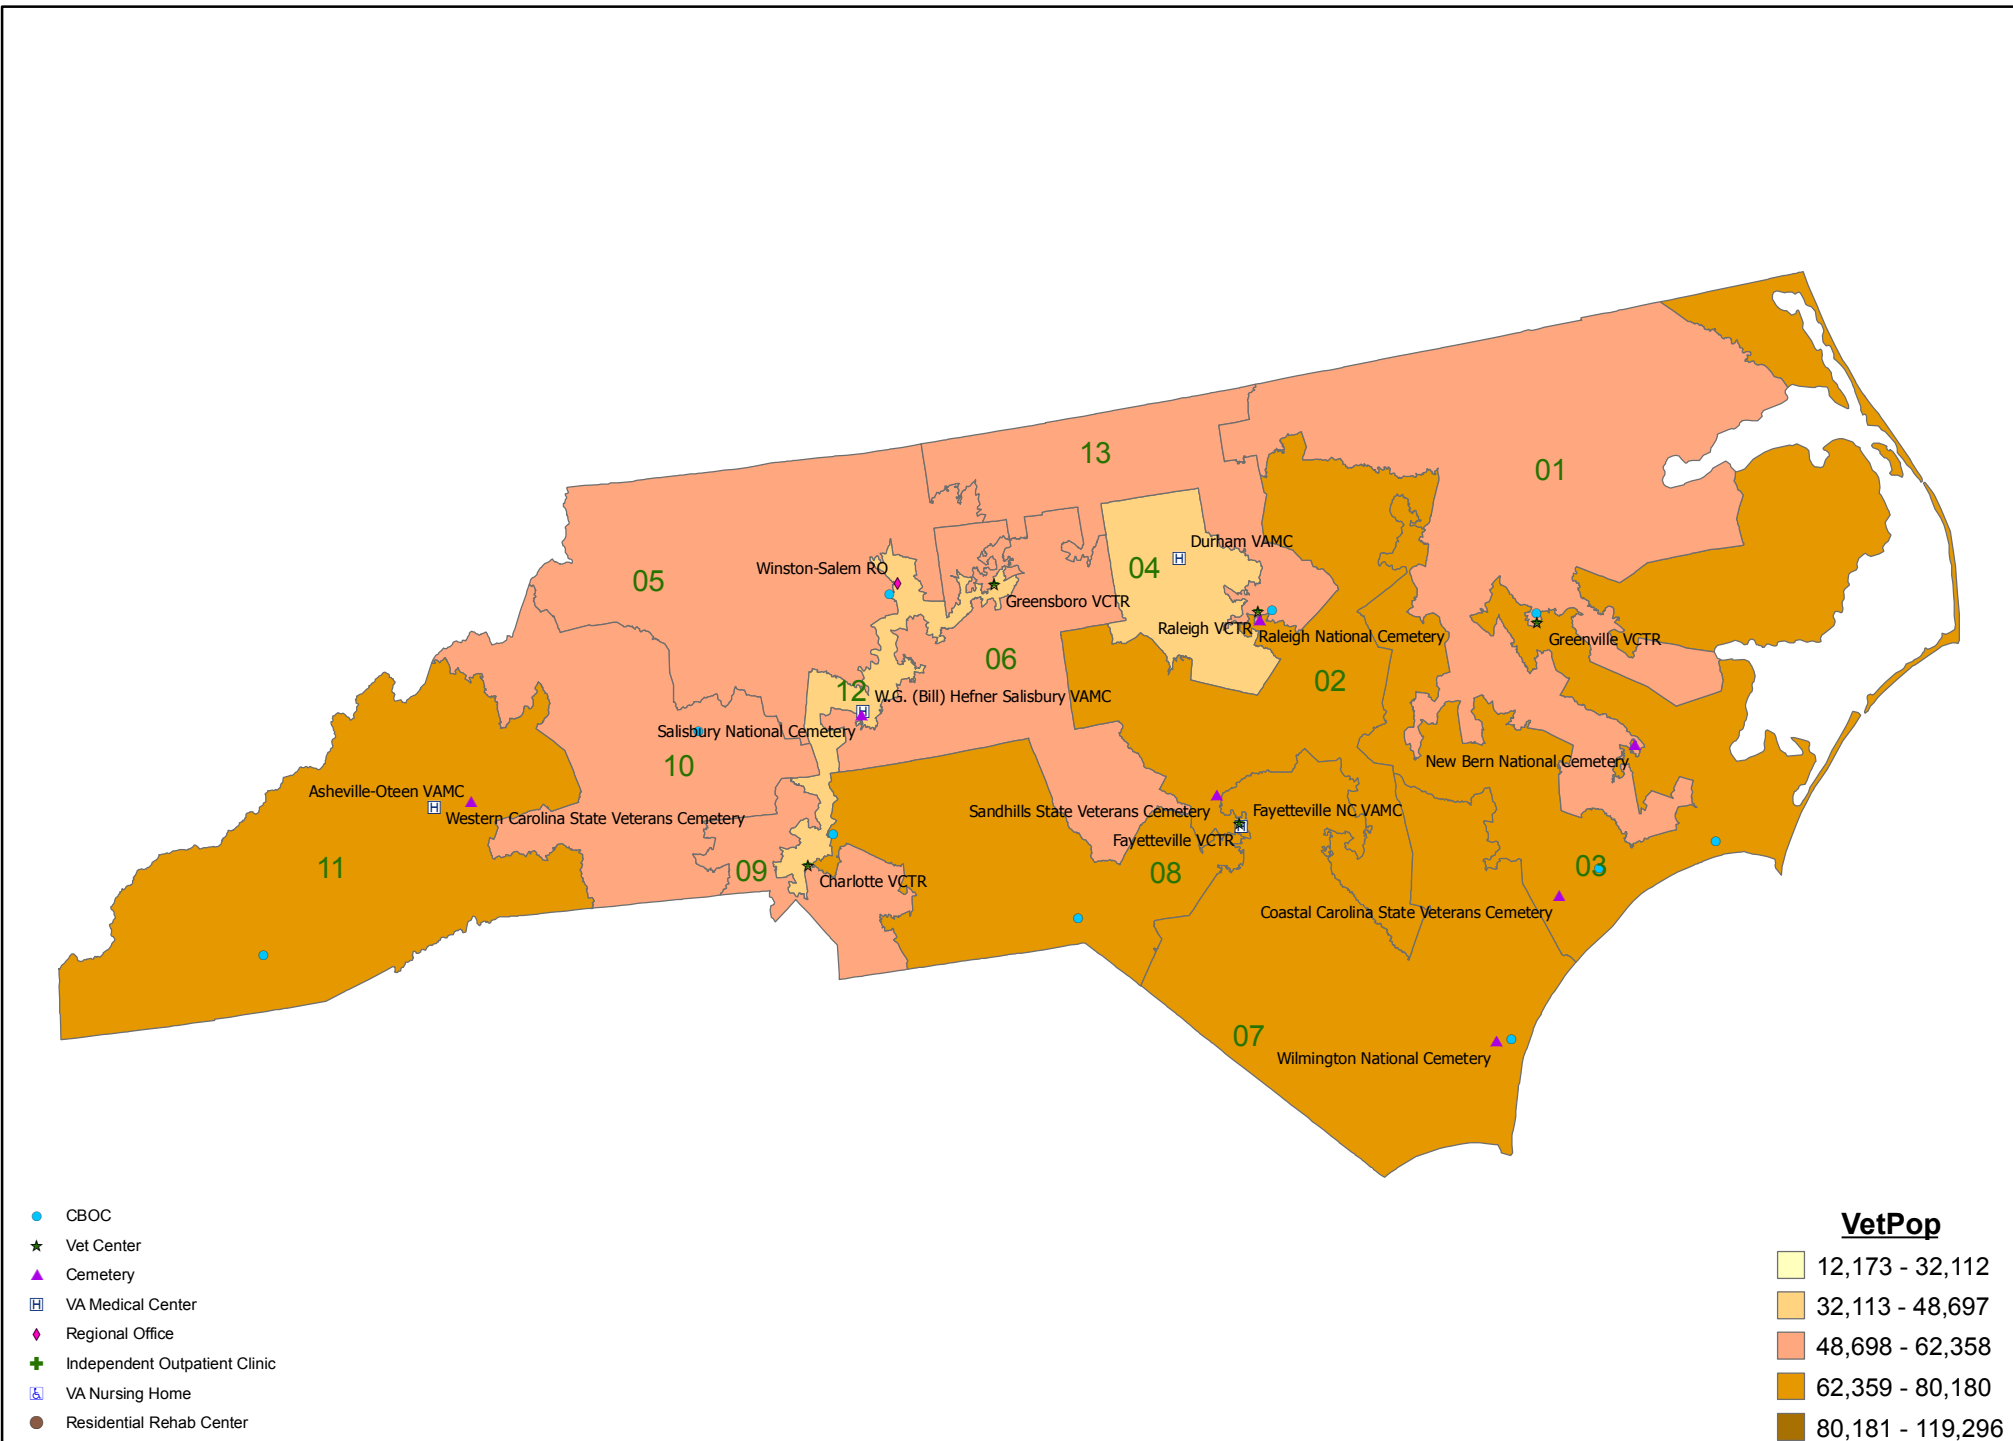 13
01
Durham VAMC
04
Winston-Salem RO
05
Greensboro VCTR
Raleigh VCTR
Raleigh National Cemetery
Greenville VCTR
06
02
12
W.G. (Bill) Hefner Salisbury VAMC
Salisbury National Cemetery
10
New Bern National Cemetery
Asheville-Oteen VAMC
Western Carolina State Veterans Cemetery
Sandhills State Veterans Cemetery
Fayetteville NC VAMC
Fayetteville VCTR
11
09
08
03
Charlotte VCTR
Coastal Carolina State Veterans Cemetery
07
Wilmington National Cemetery
CBOC
Vet Center
Cemetery
VA Medical Center
Regional Office
Independent Outpatient Clinic
VA Nursing Home
Residential Rehab Center
VetPop
12,173 - 32,112
32,113 - 48,697
48,698 - 62,358
62,359 - 80,180
80,181 - 119,296